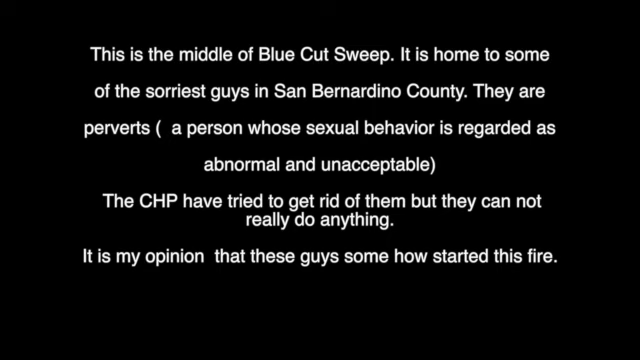 This is the middle of Blue Cut Sweep. It is home to some
of the sorriest guys in San Bernardino County. They are
perverts (  a person whose sexual behavior is regarded as
abnormal and unacceptable)
The CHP have tried to get rid of them but they can not
really do anything.
It is my opinion  that these guys some how started this fire.